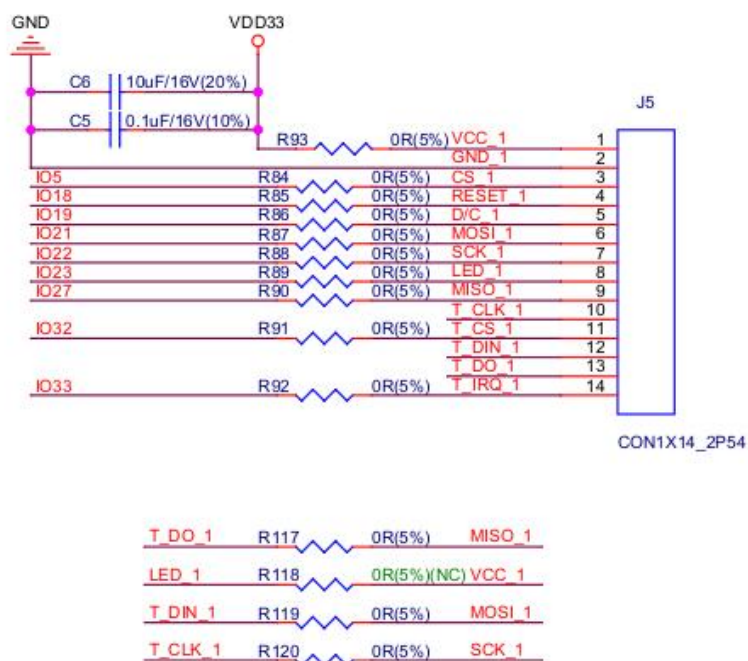 GND VDD33
C6 10uF/16V(20%)
C5 0.1uF/16V(10%)
J5
R93 0R(5%) VCC_1 1
GND_1 2
IO5 R84 0R(5%) CS_1 3
IO18 R85 0R(5%) RESET_1 4
IO19 R86 0R(5%) D/C_1 5
IO21 R87 0R(5%) MOSI_1 6
IO22 R88 0R(5%) SCK_1 7
IO23 R89 0R(5%) LED_1 8
IO27 R90 0R(5%) MISO_1 9
T_CLK_1 10
IO32 R91 0R(5%) T_CS_1 11
T_DIN_1 12
T_DO_1 13
IO33 R92 0R(5%) T_IRQ_1 14
CON1X14_2P54
T_DO_1 R117 0R(5%) MISO_1
LED_1 R118 0R(5%)(NC) VCC_1
T_DIN_1 R119 0R(5%) MOSI_1
T_CLK_1 R120 0R(5%) SCK_1